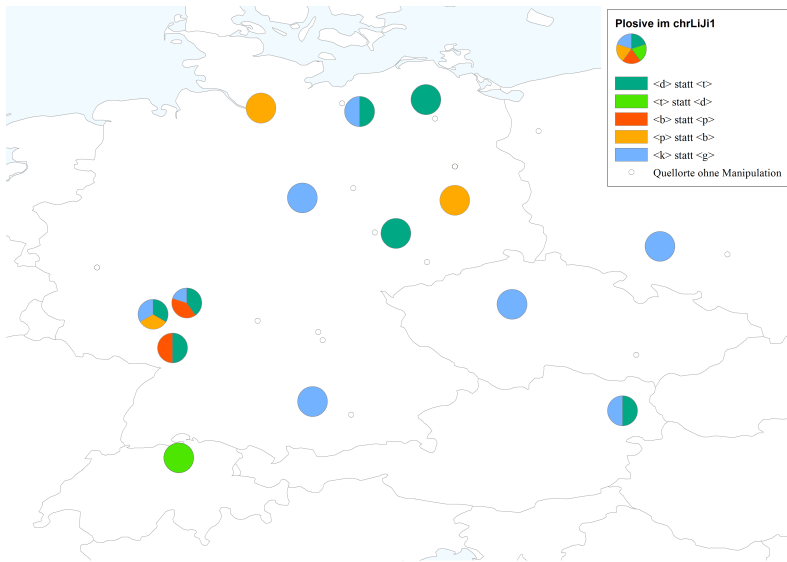 Plosive im chrLiJi1
<d> statt <t>
<t> statt <d>
<b> statt <p>
<p> statt <b>
<k> statt <g>
Quellorte ohne Manipulation